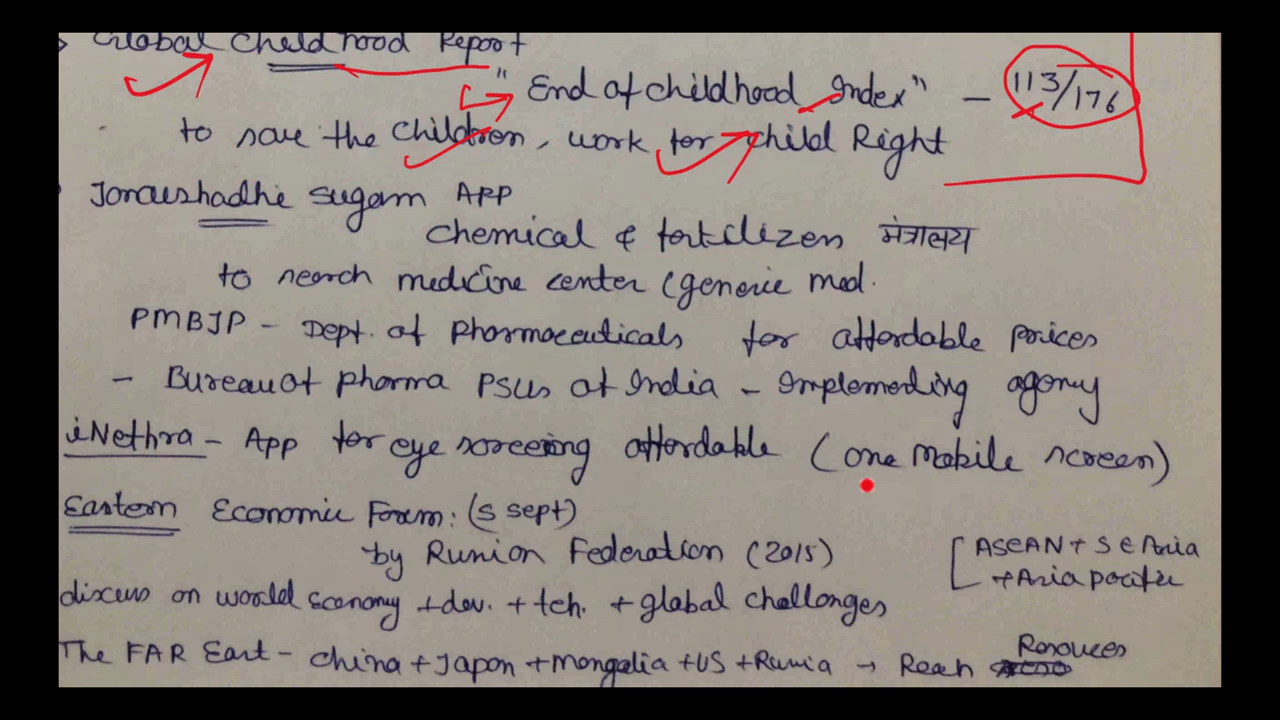 Global Childhood Report
"End of childhood Index" – 113/176
to save the children, work for child Right
Janaushadhi Sugam APP
Chemical & fertilizer मंत्रालय
to search medicine center (generic med.
PMBJP - Dept. of Pharmaceuticals for affordable prices
- Bureau of pharma PSUs of India - Implementing agency
iNethra - App for eye screening affordable (one mobile screen)
Eastern Economic Forum: (5 sept)
by Russian Federation (2015) [ASEAN + SE Asia
+ Asia pacific
discuss on world Economy + dev. + tch. + global challenges
The FAR East - China + Japan + Mongolia + US + Russia → Reach
Resources